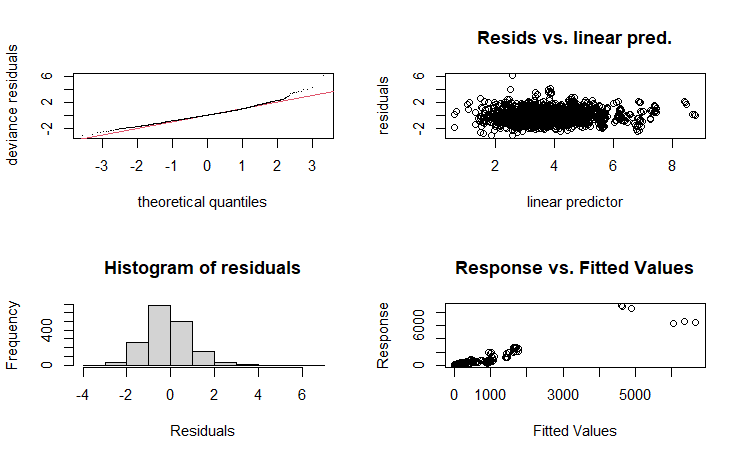 deviance residuals
-2 2 6
-3 -2 -1 0 1 2 3
theoretical quantiles
Resids vs. linear pred.
residuals
-2 2 6
2 4 6 8
linear predictor
Histogram of residuals
Frequency
0 400
-4 -2 0 2 4 6
Residuals
Response vs. Fitted Values
Response
0 6000
0 1000 3000 5000
Fitted Values